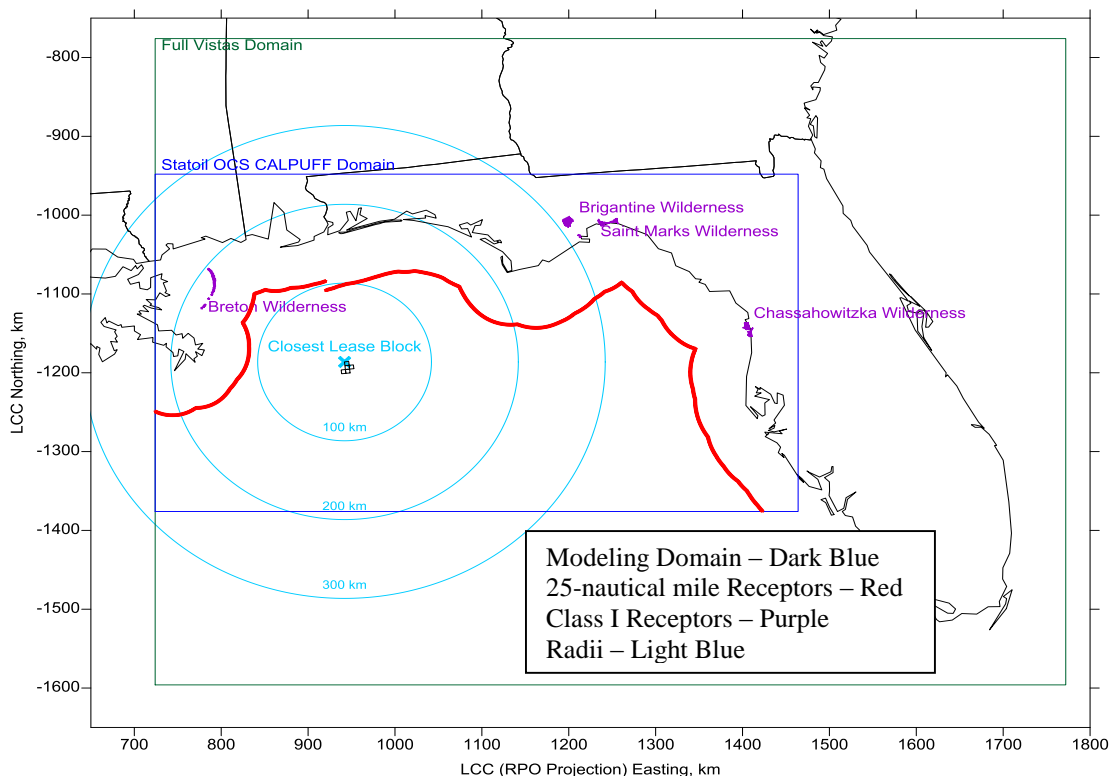 -800
-900
-1000
-1100
-1200
-1300
-1400
-1500
-1600
LCC Northing, km
Full Vistas Domain
Statoil OCS CALPUFF Domain
Brigantine Wilderness
Saint Marks Wilderness
Breton Wilderness
Chassahowitzka Wilderness
Closest Lease Block
100 km
200 km
300 km
Modeling Domain – Dark Blue
25-nautical mile Receptors – Red
Class I Receptors – Purple
Radii – Light Blue
700 800 900 1000 1100 1200 1300 1400 1500 1600 1700 1800
LCC (RPO Projection) Easting, km